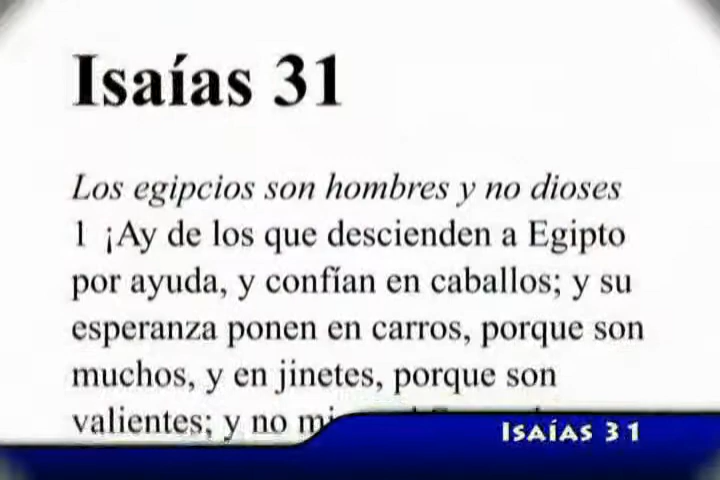 Isaías 31
Los egipcios son hombres y no dioses
1 ¡Ay de los que descienden a Egipto
por ayuda, y confían en caballos; y su
esperanza ponen en carros, porque son
muchos, y en jinetes, porque son
valientes; y no
ISAÍAS 31